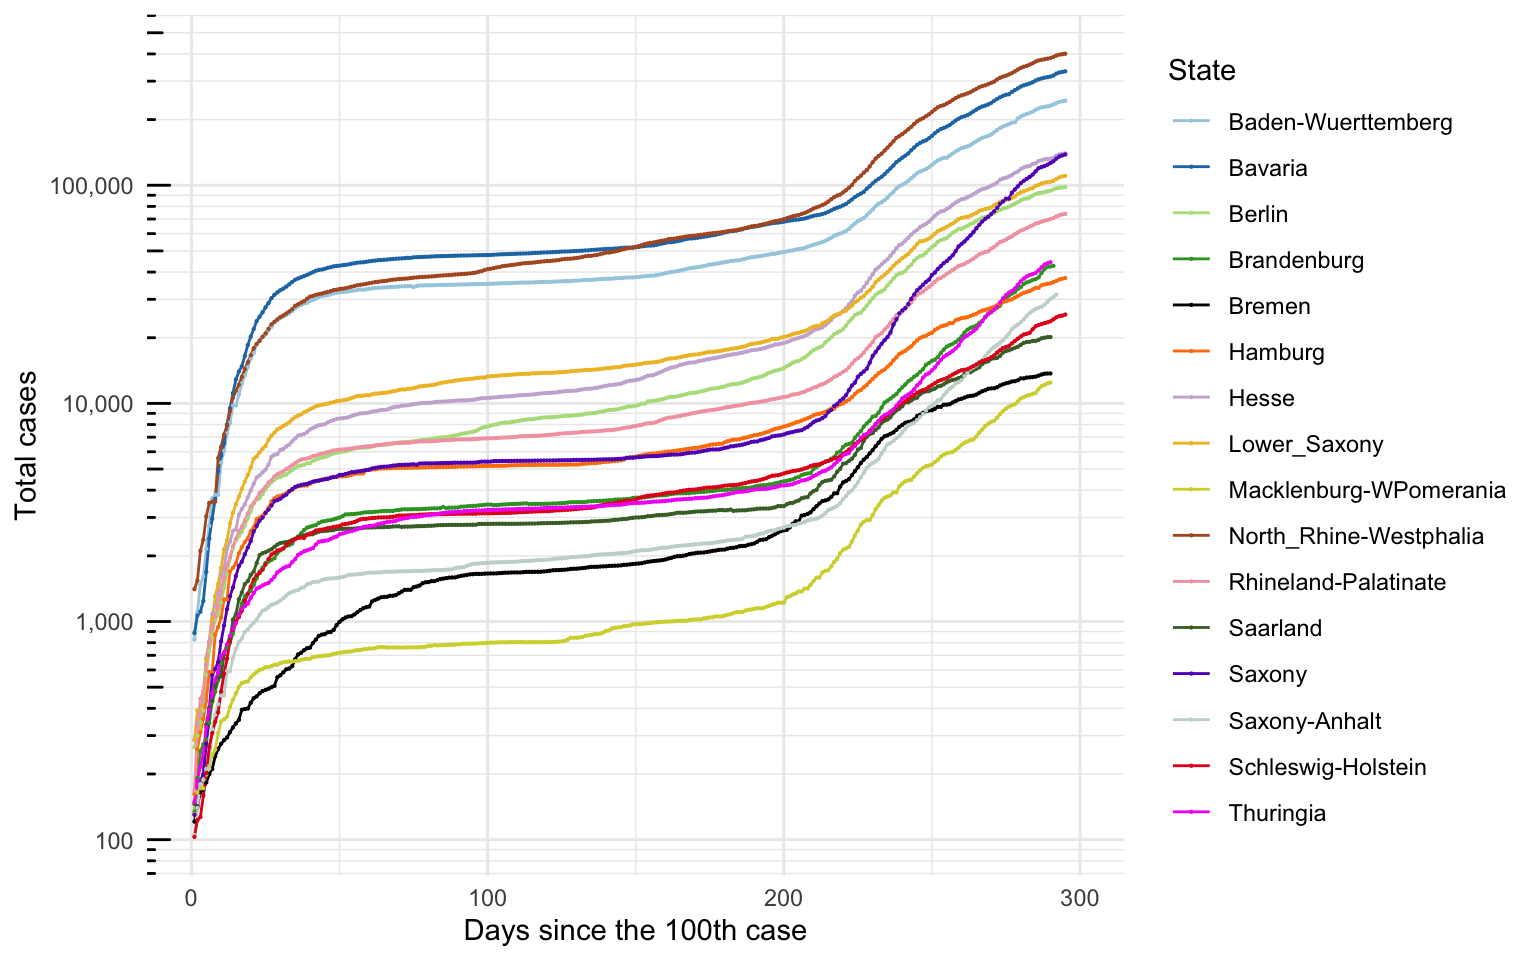 Total cases
100,000
10,000
1,000
100
0
100
200
300
Days since the 100th case
State
Baden-Wuerttemberg
Bavaria
Berlin
Brandenburg
Bremen
Hamburg
Hesse
Lower_Saxony
Macklenburg-WPomerania
North_Rhine-Westphalia
Rhineland-Palatinate
Saarland
Saxony
Saxony-Anhalt
Schleswig-Holstein
Thuringia